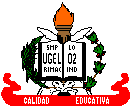 SMP LO
UGEL 02
RIMAC IND
CALIDAD EDUCATIVA